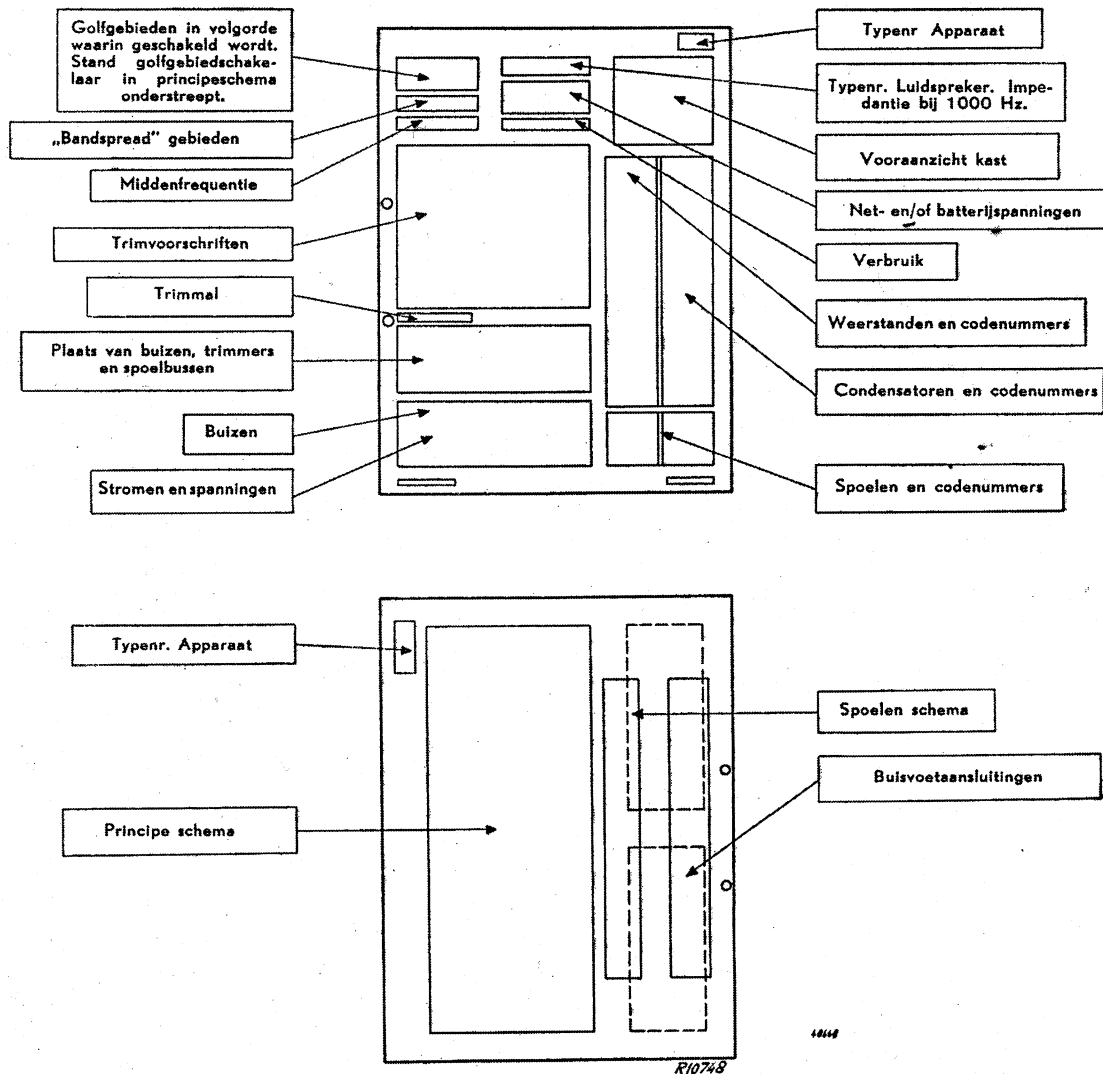 Golfgebieden in volgorde
waarin geschakeld wordt.
Stand golfgebiedschake-
laar in principeschema
onderstreept.
„Bandspread” gebieden
Middenfrequentie
Trimvoorschriften
Trimmal
Plaats van buizen, trimmers
en spoelbussen
Buizen
Stromen en spanningen
Typenr Apparaat
Typenr. Luidspreker. Impe-
dantie bij 1000 Hz.
Vooraanzicht kast
Net- en/of batterijspanningen
Verbruik
Weerstanden en codenummers
Condensatoren en codenummers
Spoelen en codenummers
Typenr. Apparaat
Principe schema
Spoelen schema
Buisvoetaansluitingen
R10748